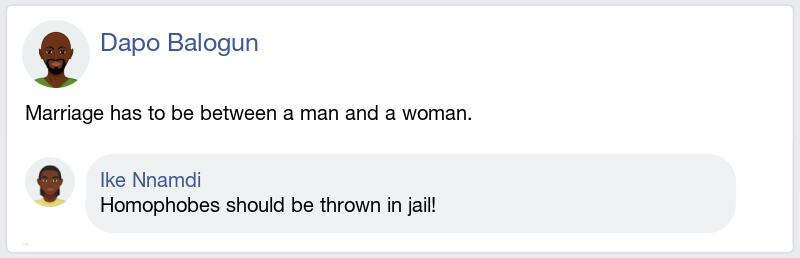 Dapo Balogun
Marriage has to be between a man and a woman.
Ike Nnamdi
Homophobes should be thrown in jail!